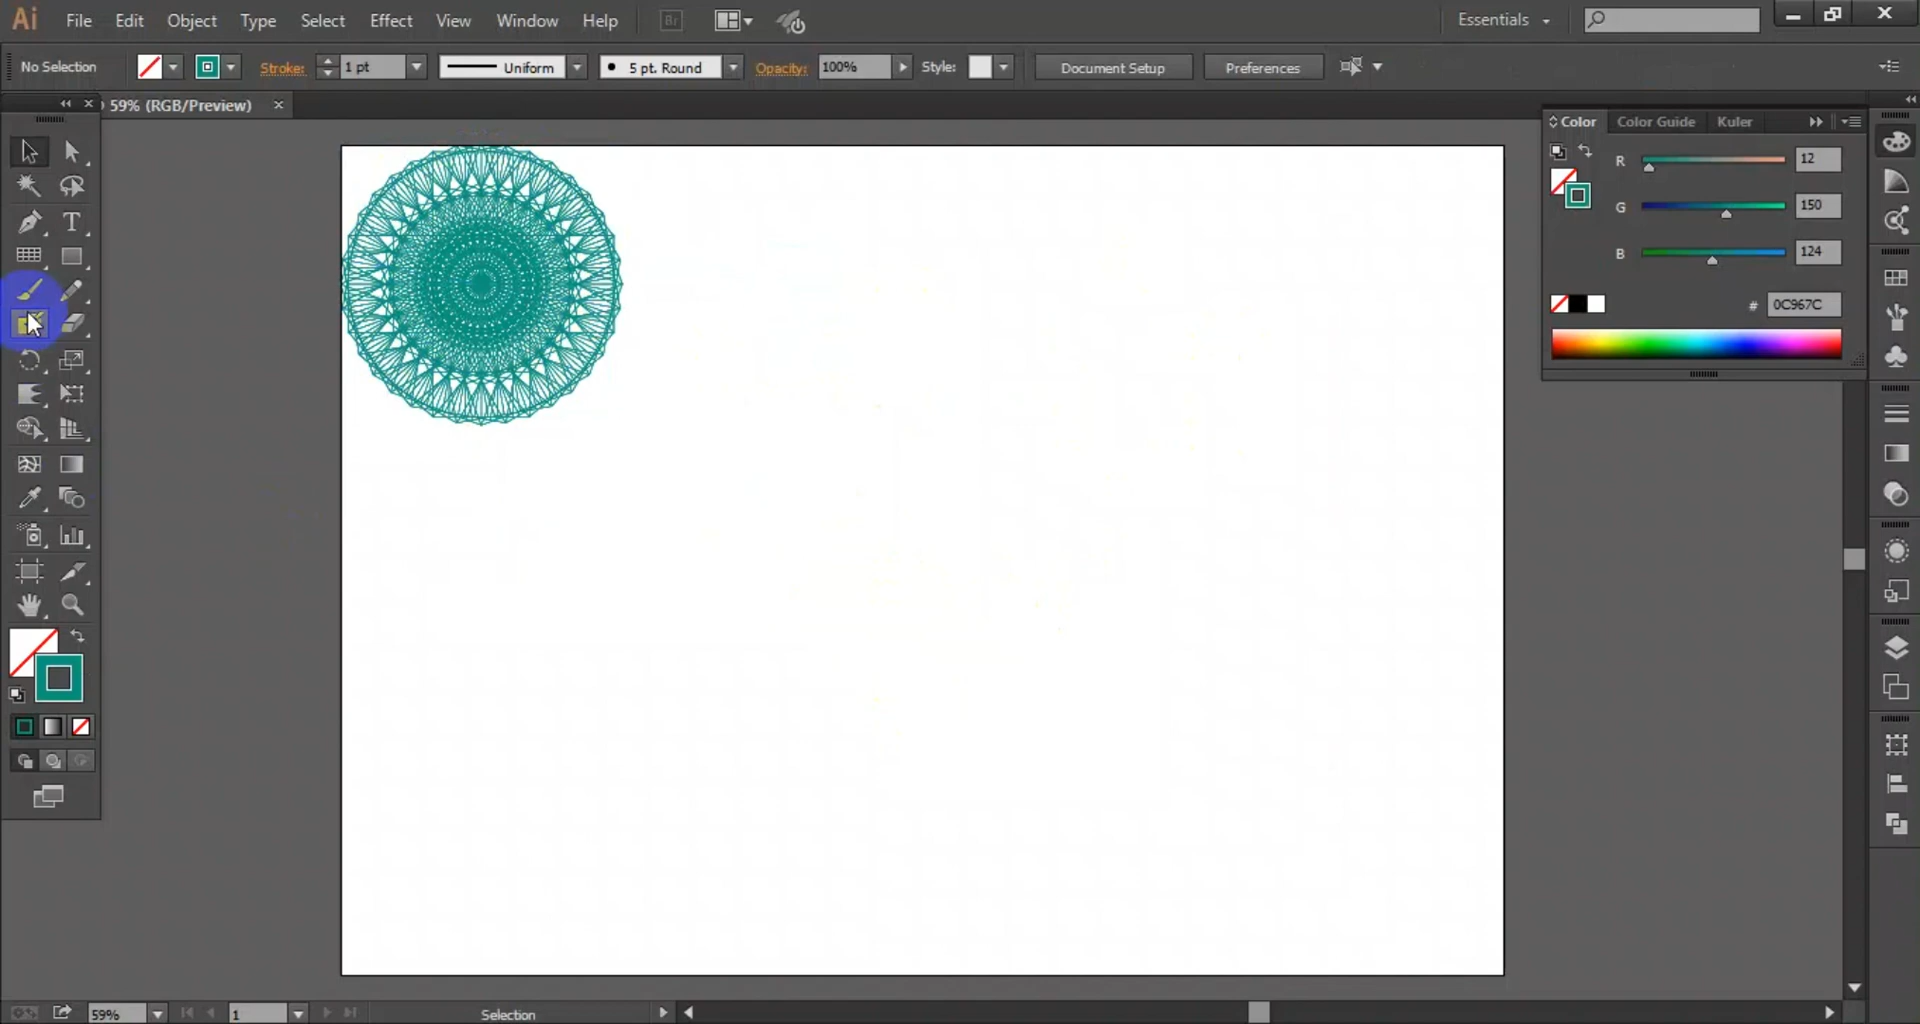 Ai File Edit Object Type Select Effect View Window Help Br Essentials
No Selection Stroke: 1 pt Uniform 5 pt. Round Opacity: 100% Style: Document Setup Preferences
59% (RGB/Preview)
Color Color Guide Kuler
R 12
G 150
B 124
# 0C967C
T
59% 1 Selection